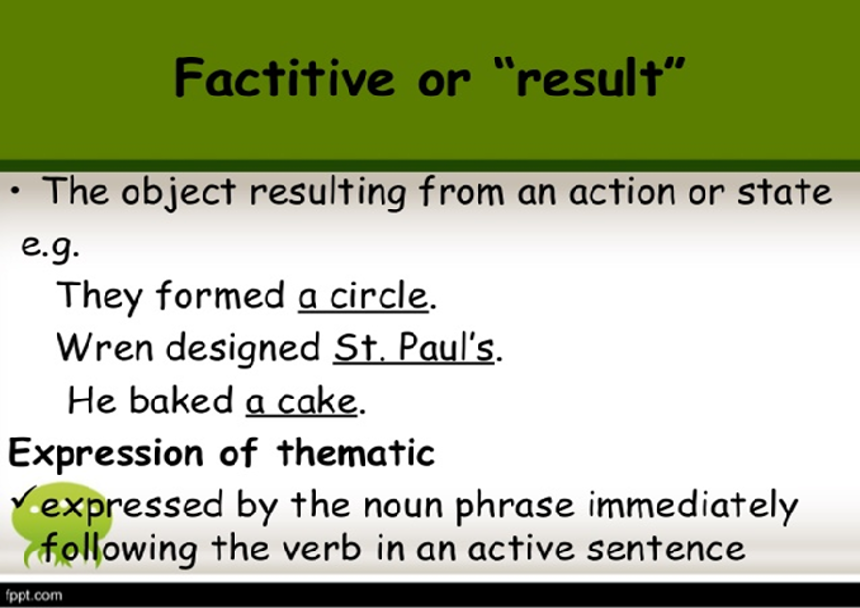 Factitive or “result”
• The object resulting from an action or state
e.g.
They formed a circle.
Wren designed St. Paul’s.
He baked a cake.
Expression of thematic
✓expressed by the noun phrase immediately
following the verb in an active sentence
fppt.com